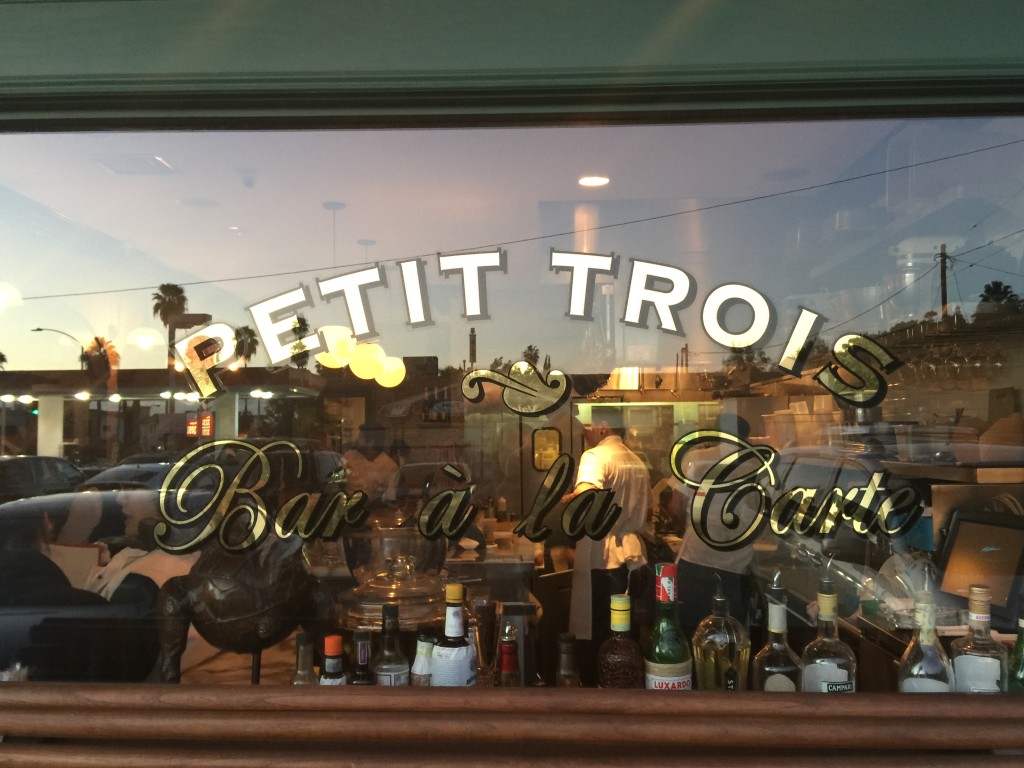 PETIT TROIS
Bar à la Carte
LUXARDO
CAMPARI